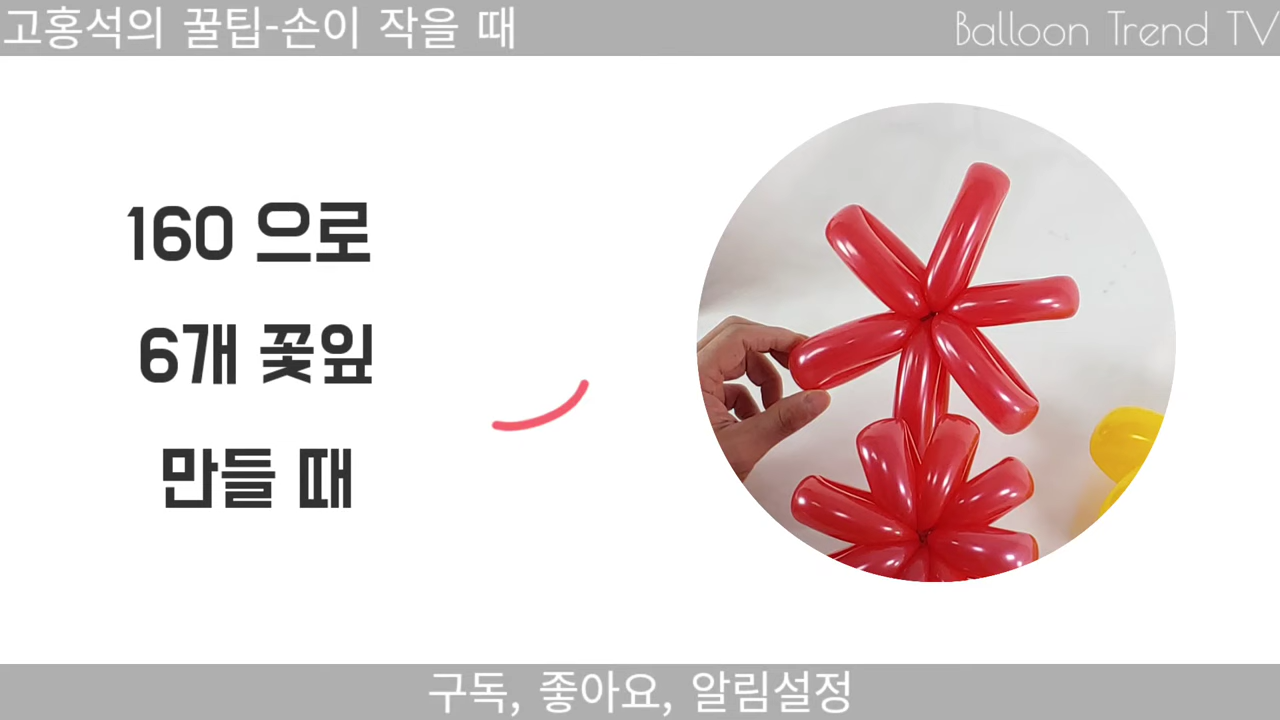 고홍석의 꿀팁-손이 작을 때
Balloon Trend TV
160 으로
6개 꽃잎
만들 때
구독, 좋아요, 알림설정